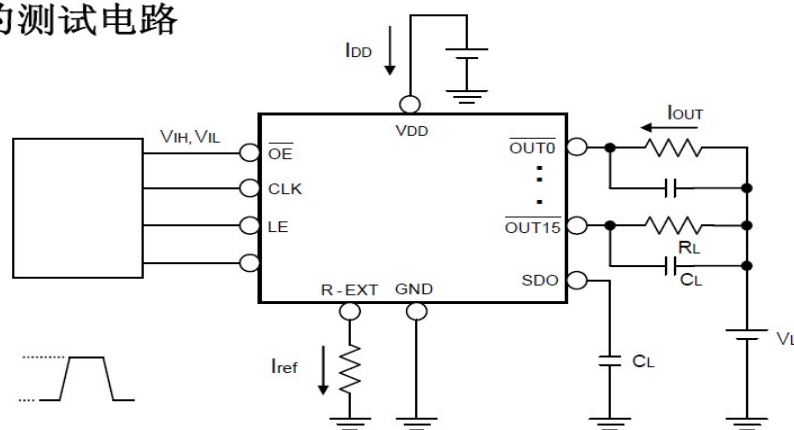 的测试电路
IDD
VIH, VIL
VDD
IOUT
OE
OUT0
CLK
LE
OUT15
RL
SDO
CL
R-EXT GND
VL
CL
Iref